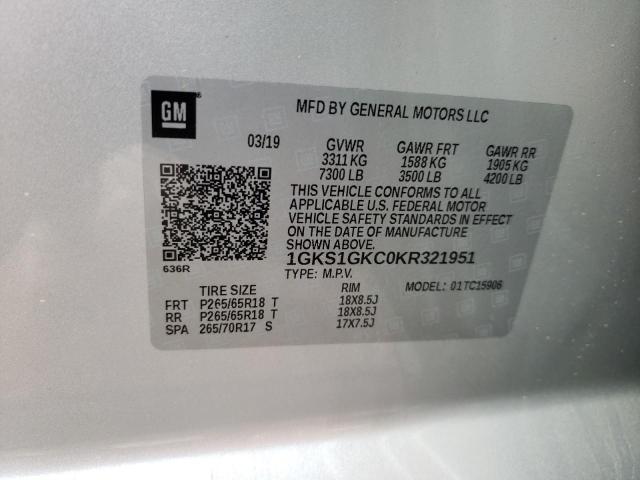 GM
MFD BY GENERAL MOTORS LLC
03/19 GVWR GAWR FRT GAWR RR
3311 KG 1588 KG 1905 KG
7300 LB 3500 LB 4200 LB
THIS VEHICLE CONFORMS TO ALL
APPLICABLE U.S. FEDERAL MOTOR
VEHICLE SAFETY STANDARDS IN EFFECT
ON THE DATE OF MANUFACTURE
SHOWN ABOVE.
636R
1GKS1GKC0KR321951
TYPE: M.P.V. MODEL: 01TC15906
TIRE SIZE RIM
FRT P265/65R18 T 18X8.5J
RR P265/65R18 T 18X8.5J
SPA 265/70R17 S 17X7.5J